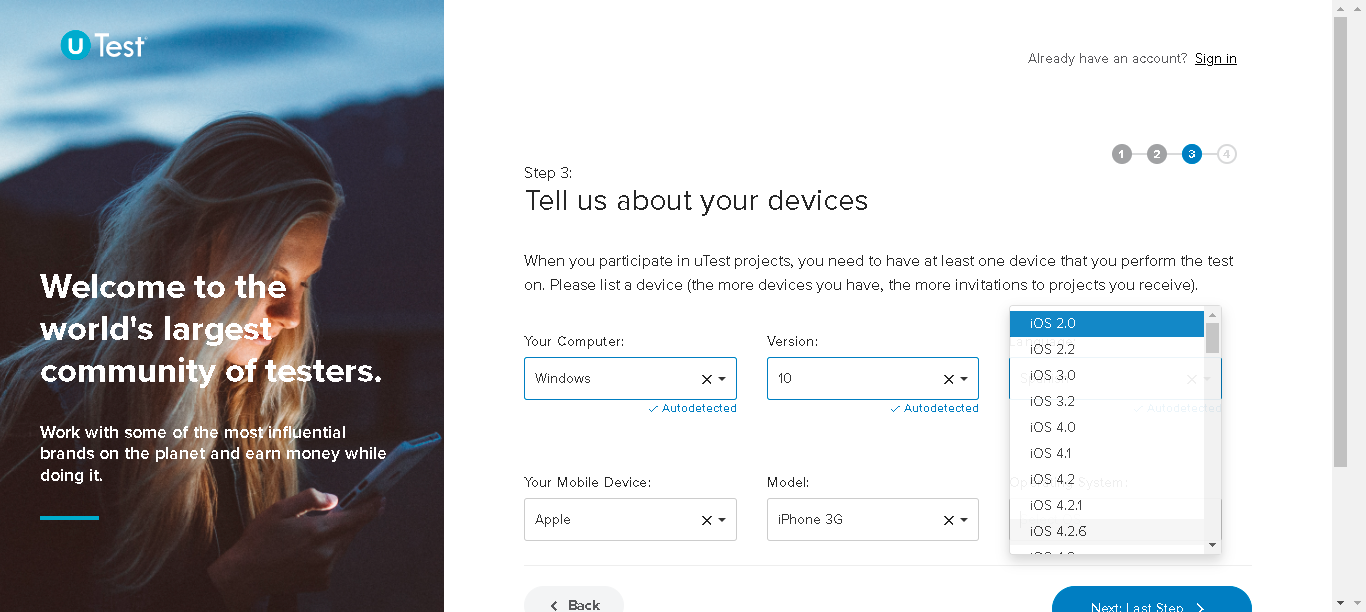 U Test
Already have an account? Sign in
1 2 3 4
Step 3:
Tell us about your devices
When you participate in uTest projects, you need to have at least one device that you perform the test
on. Please list a device (the more devices you have, the more invitations to projects you receive).
Welcome to the
world's largest
community of testers.
Work with some of the most influential
brands on the planet and earn money while
doing it.
Your Computer:
Windows
Autodetected
Version:
10
Autodetected
Autodetected
Your Mobile Device:
Apple
Model:
iPhone 3G
System:
iOS 2.0
iOS 2.2
iOS 3.0
iOS 3.2
iOS 4.0
iOS 4.1
iOS 4.2
iOS 4.2.1
iOS 4.2.6
Back
Next: Last Step